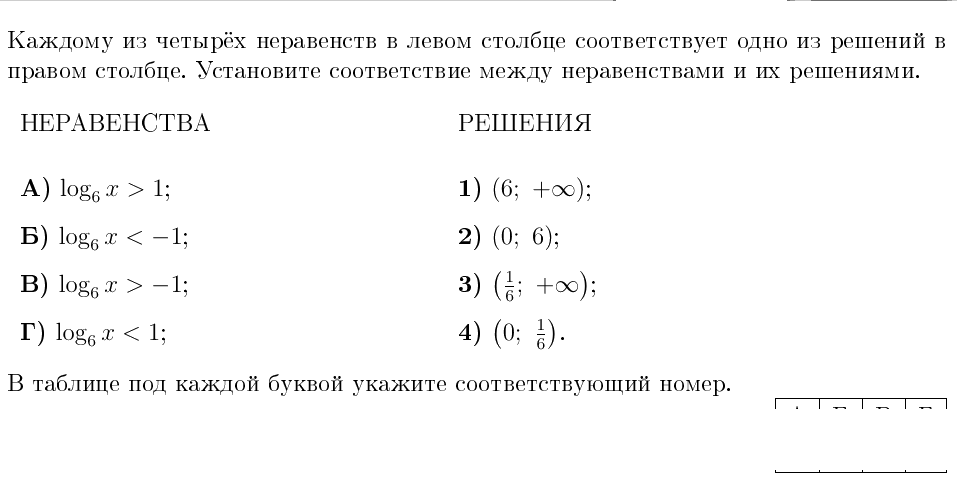 Каждому из четырёх неравенств в левом столбце соответствует одно из решений в
правом столбце. Установите соответствие между неравенствами и их решениями.
НЕРАВЕНСТВА РЕШЕНИЯ
А) log₆ x > 1; 1) (6; +∞);
Б) log₆ x < −1; 2) (0; 6);
В) log₆ x > −1; 3) (1/6; +∞);
Г) log₆ x < 1; 4) (0; 1/6).
В таблице под каждой буквой укажите соответствующий номер.